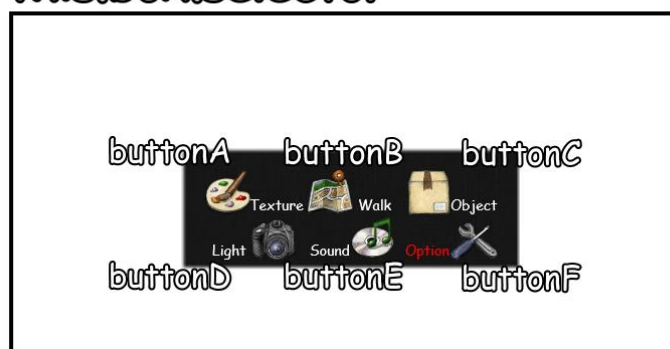 buttonA buttonB buttonC
Texture Walk Object
Light Sound Option
buttonD buttonE buttonF